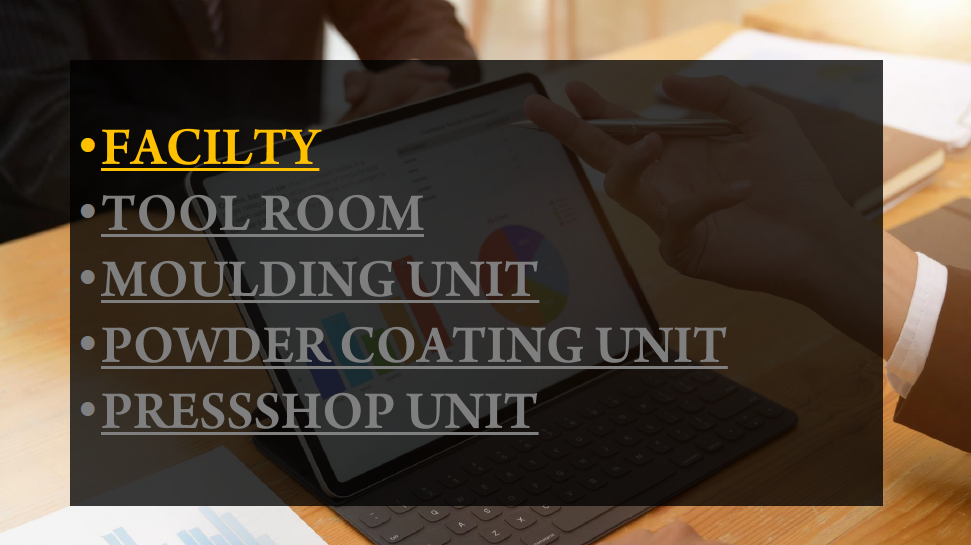 •FACILTY
•TOOL ROOM
•MOULDING UNIT
•POWDER COATING UNIT
•PRESSSHOP UNIT